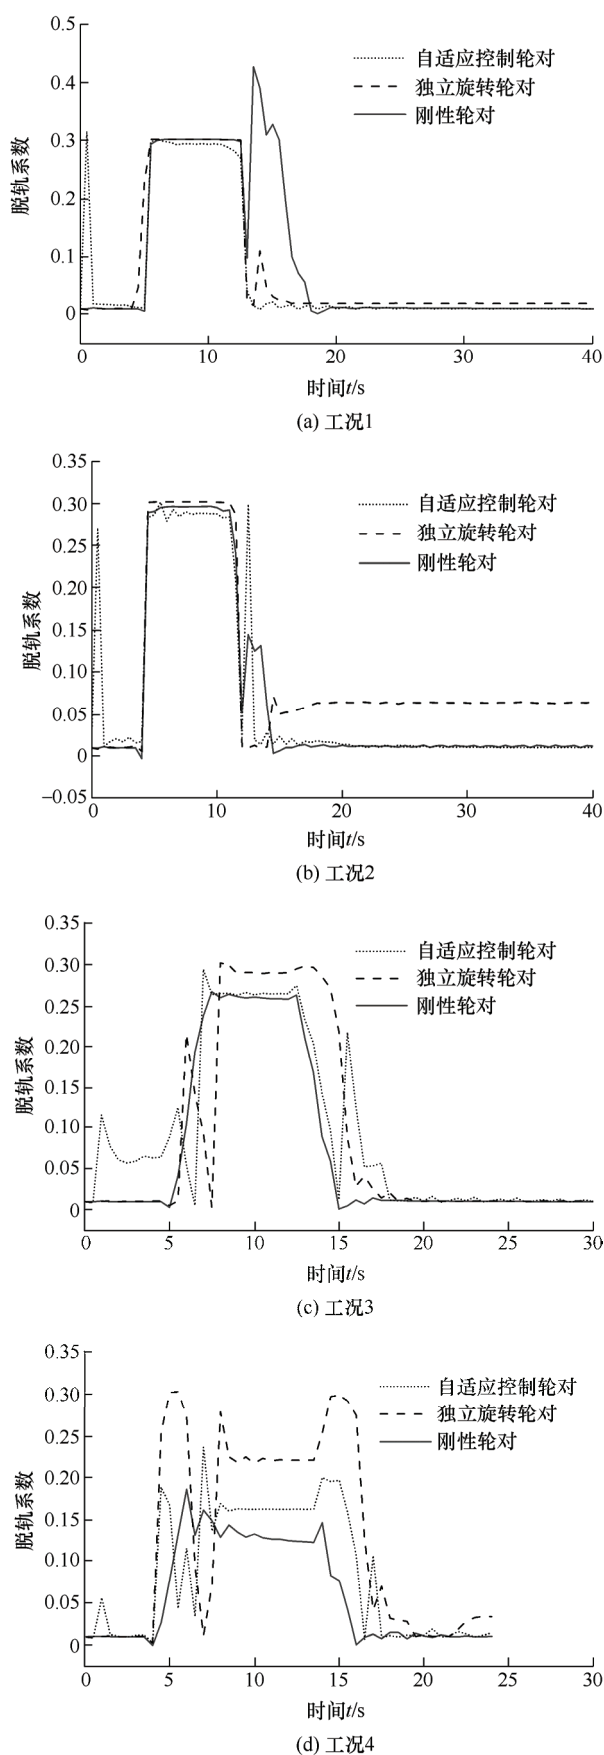 0.5
自适应控制轮对
独立旋转轮对
刚性轮对
0.4
0.3
0.2
0.1
0
脱轨系数
0 10 20 30 40
时间t/s
(a) 工况1
0.35
自适应控制轮对
独立旋转轮对
刚性轮对
0.30
0.25
0.20
0.15
0.10
0.05
0
−0.05
脱轨系数
0 10 20 30 40
时间t/s
(b) 工况2
0.35
自适应控制轮对
独立旋转轮对
刚性轮对
0.30
0.25
0.20
0.15
0.10
0.05
0
脱轨系数
0 5 10 15 20 25 30
时间t/s
(c) 工况3
0.35
自适应控制轮对
独立旋转轮对
刚性轮对
0.30
0.25
0.20
0.15
0.10
0.05
0
脱轨系数
0 5 10 15 20 25 30
时间t/s
(d) 工况4